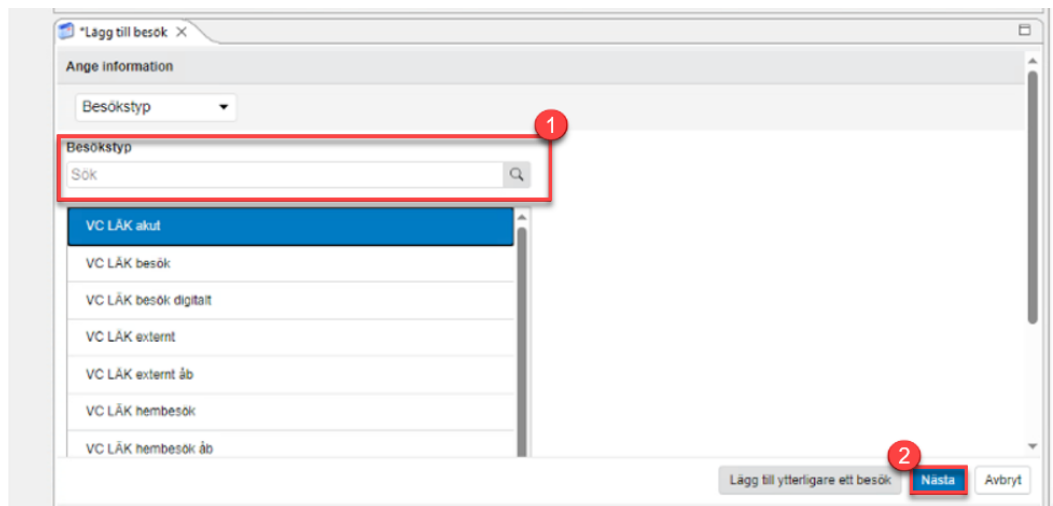 *Lägg till besök
Ange information
Besökstyp
1
Besökstyp
Sök
VC LÄK akut
VC LÄK besök
VC LÄK besök digitalt
VC LÄK externt
VC LÄK externt åb
VC LÄK hembesök
VC LÄK hembesök åb
2
Lägg till ytterligare ett besök Nästa Avbryt